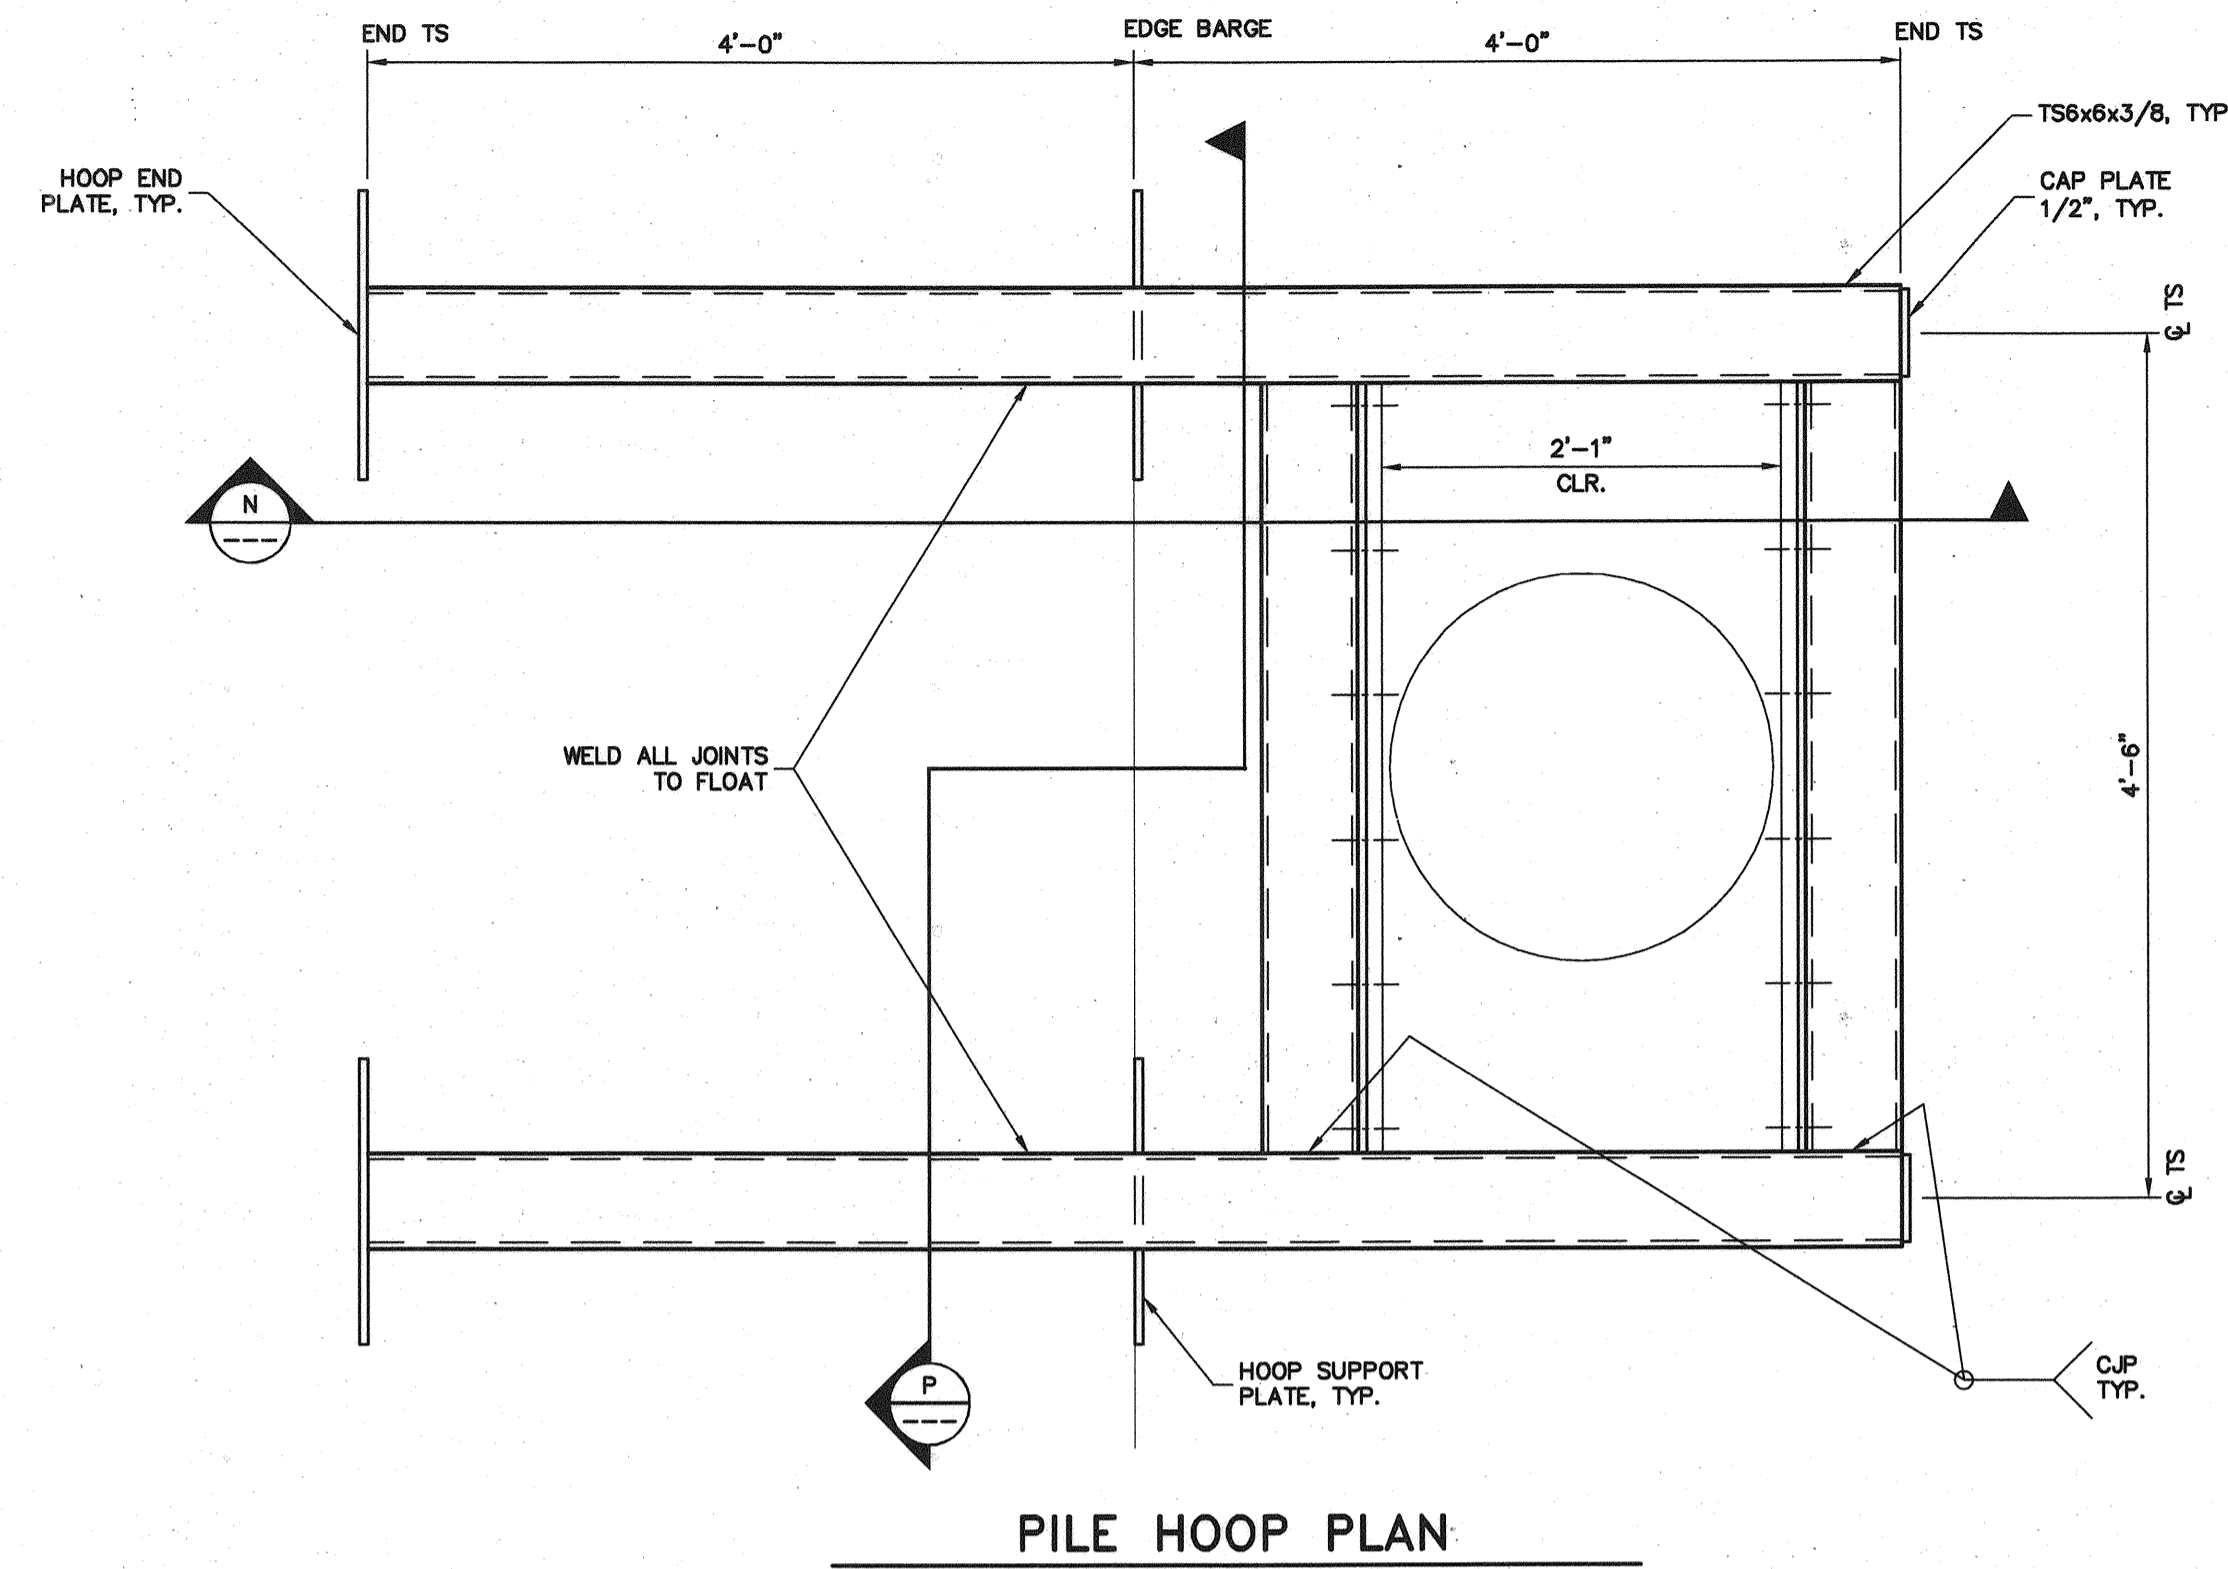 END TS
4'-0"
EDGE BARGE
4'-0"
END TS
TS6x6x3/8, TYP
HOOP END
PLATE, TYP.
CAP PLATE
1/2", TYP.
℄ TS
2'-1"
CLR.
N
WELD ALL JOINTS
TO FLOAT
4'-6"
℄ TS
HOOP SUPPORT
PLATE, TYP.
P
CJP
TYP.
PILE HOOP PLAN